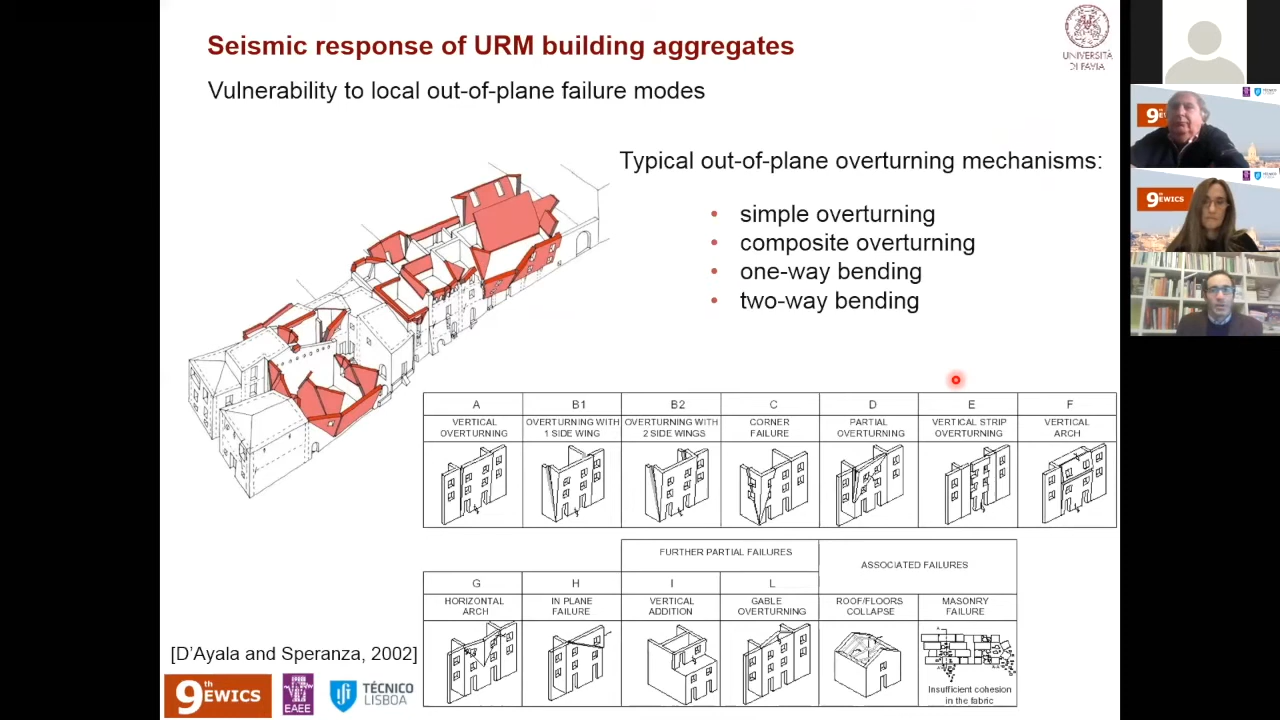 Seismic response of URM building aggregates
UNIVERSITÀ
DI PAVIA
Vulnerability to local out-of-plane failure modes
Typical out-of-plane overturning mechanisms:
• simple overturning
• composite overturning
• one-way bending
• two-way bending
A B1 B2 C D E F
VERTICAL OVERTURNING
OVERTURNING WITH 1 SIDE WING
OVERTURNING WITH 2 SIDE WINGS
CORNER FAILURE
PARTIAL OVERTURNING
VERTICAL STRIP OVERTURNING
VERTICAL ARCH
FURTHER PARTIAL FAILURES
ASSOCIATED FAILURES
G H I L
HORIZONTAL ARCH
IN PLANE FAILURE
VERTICAL ADDITION
GABLE OVERTURNING
ROOF/FLOORS COLLAPSE
MASONRY FAILURE
Insufficient cohesion
in the fabric
[D'Ayala and Speranza, 2002]
9th EWICS
EAEE
TÉCNICO
LISBOA
9
EWICS